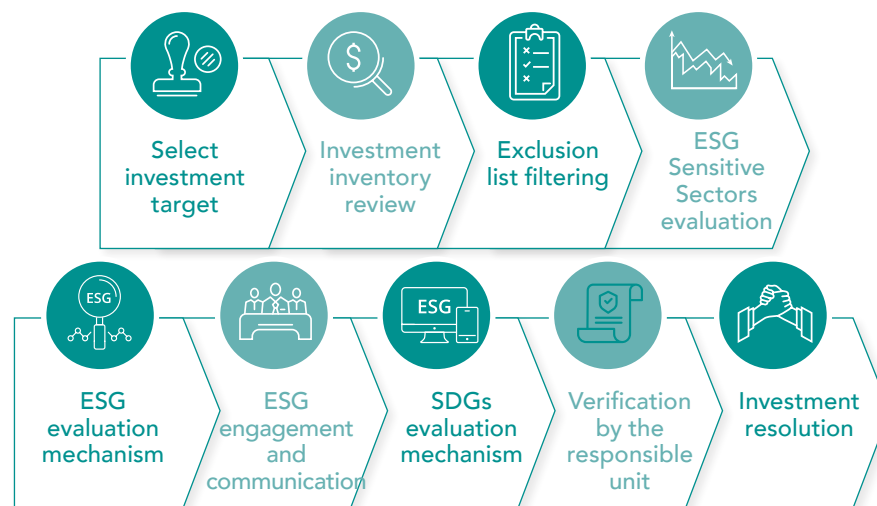 $
Select
investment
target
Investment
inventory
review
Exclusion
list filtering
ESG
Sensitive
Sectors
evaluation
ESG
ESG
evaluation
mechanism
ESG
engagement
and
communication
ESG
SDGs
evaluation
mechanism
Verification
by the
responsible
unit
Investment
resolution